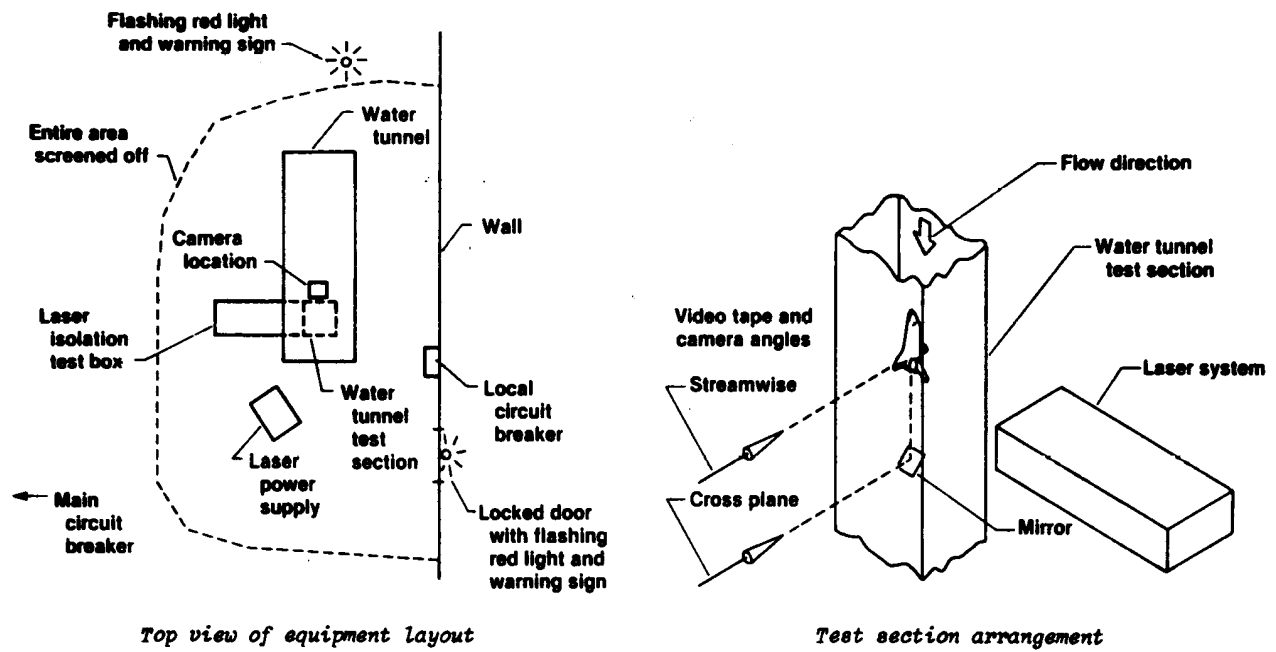 Flashing red light
and warning sign
Entire area
screened off
Water
tunnel
Camera
location
Wall
Laser
isolation
test box
Water
tunnel
test
section
Local
circuit
breaker
Laser
power
supply
Main
circuit
breaker
Locked door
with flashing
red light and
warning sign
Top view of equipment layout
Flow direction
Water tunnel
test section
Video tape and
camera angles
Streamwise
Laser system
Cross plane
Mirror
Test section arrangement